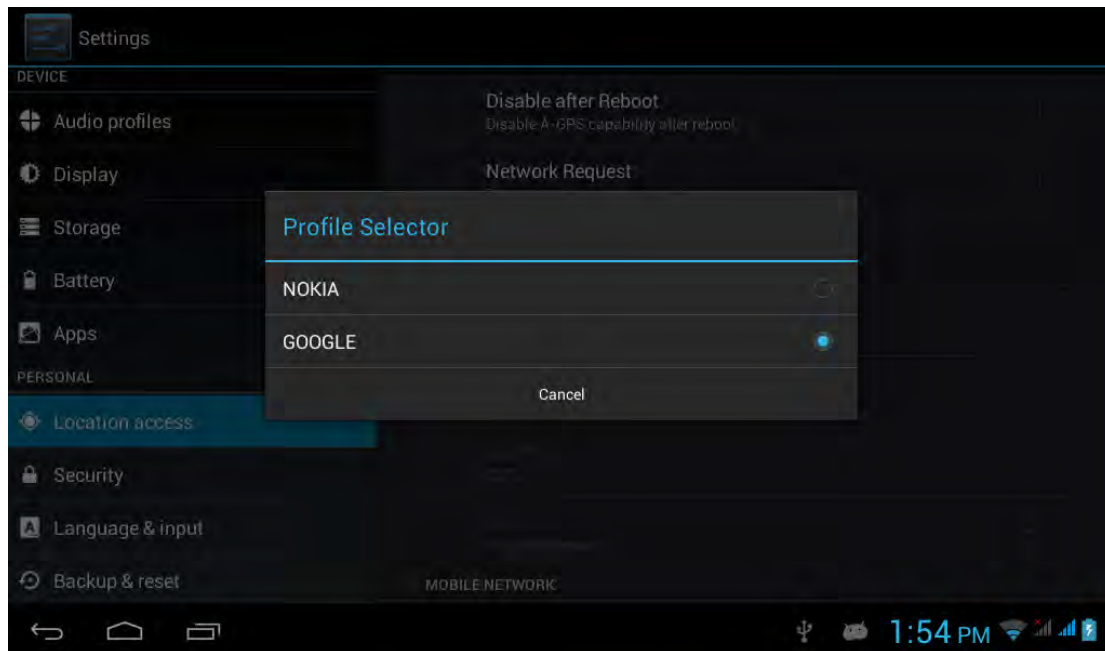 Settings
DEVICE
Audio profiles
Display
Storage
Battery
Apps
PERSONAL
Location access
Security
Language & input
Backup & reset
Disable after Reboot
Disable A-GPS capability after reboot
Network Request
Profile Selector
NOKIA
GOOGLE
Cancel
MOBILE NETWORK
1:54 PM